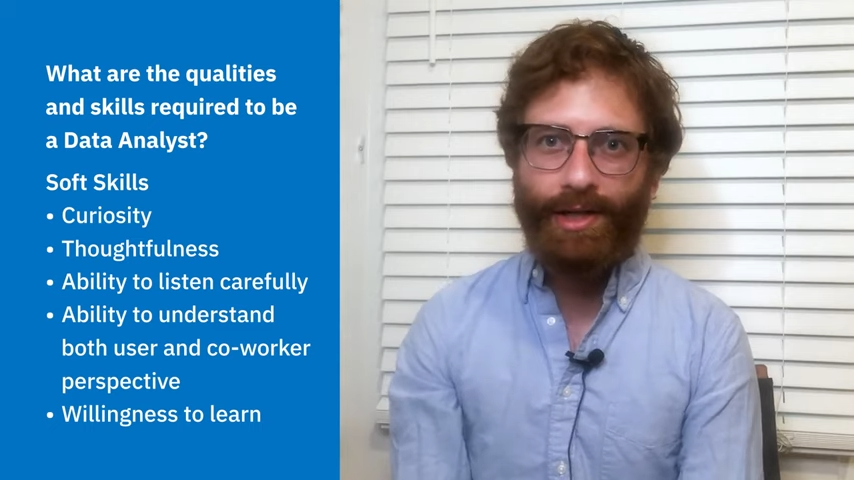 What are the qualities
and skills required to be
a Data Analyst?
Soft Skills
• Curiosity
• Thoughtfulness
• Ability to listen carefully
• Ability to understand
both user and co-worker
perspective
• Willingness to learn